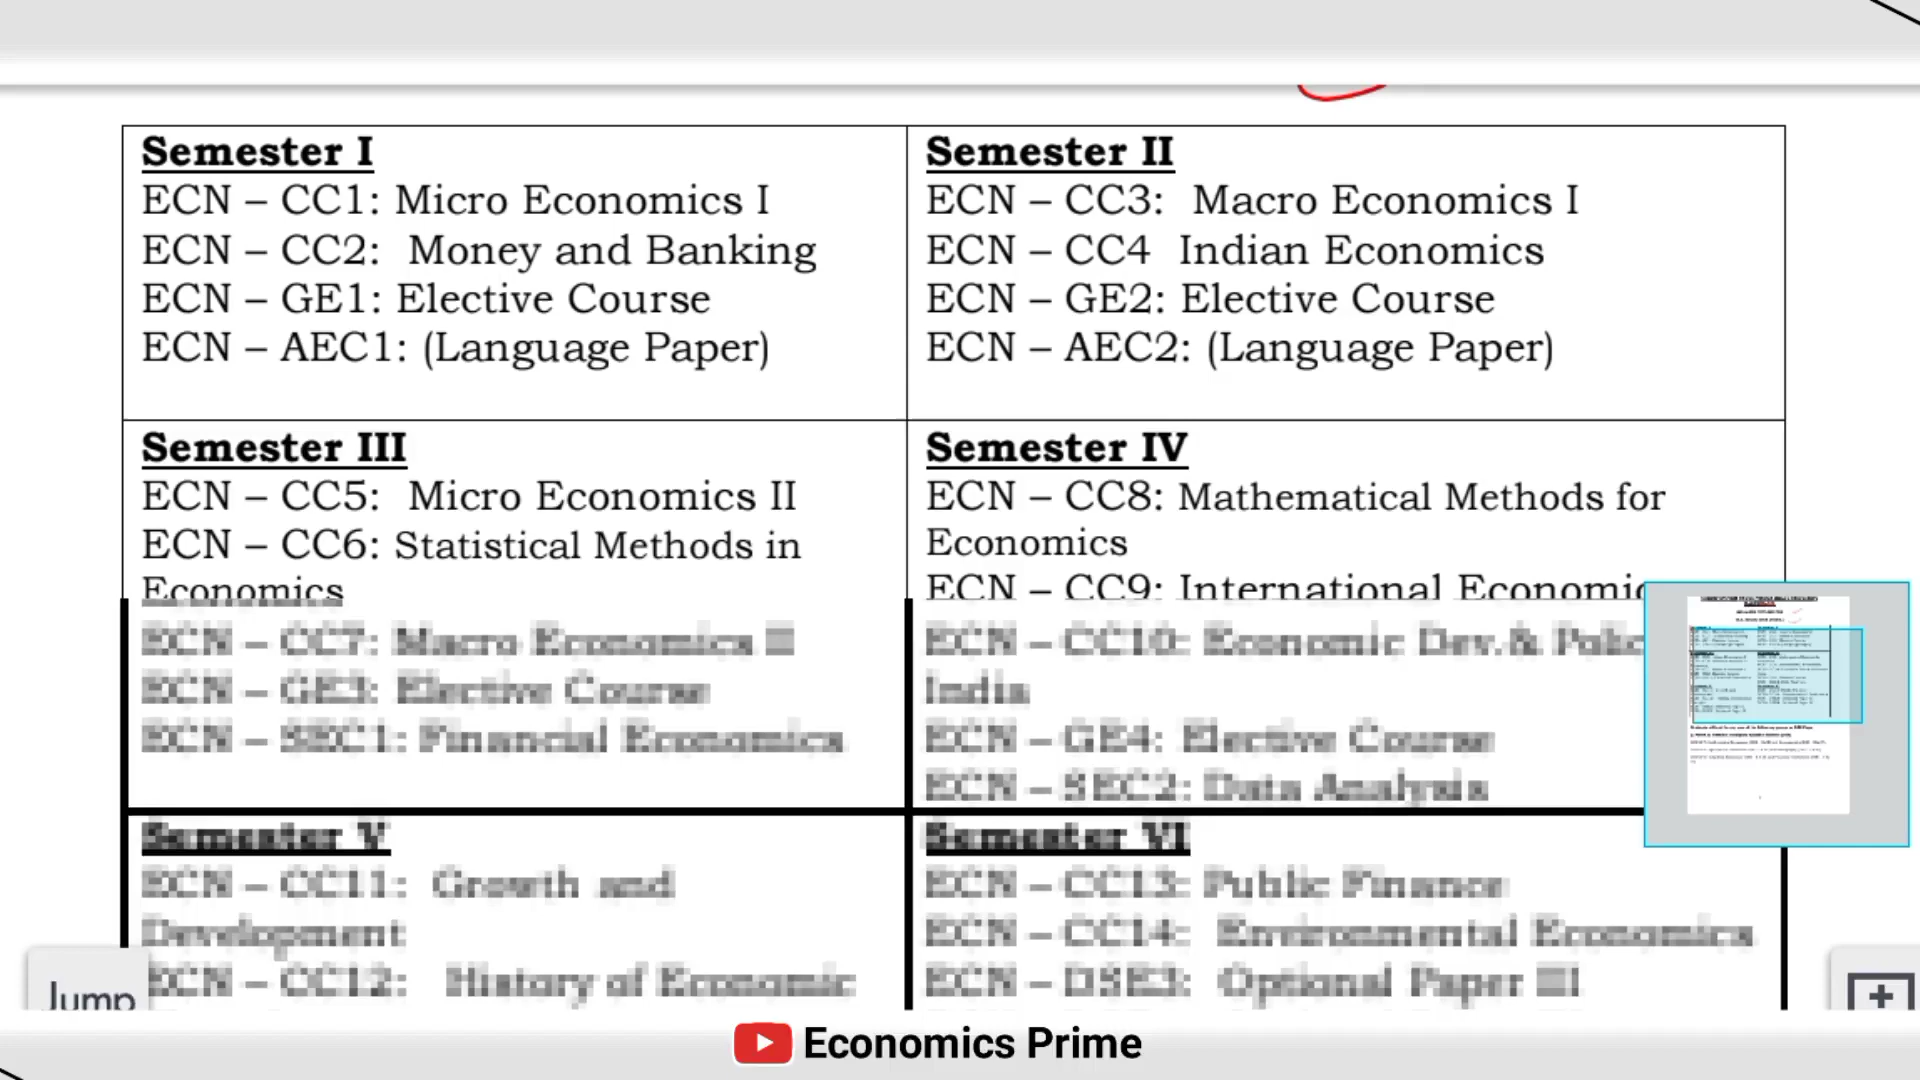 Semester I
ECN – CC1: Micro Economics I
ECN – CC2: Money and Banking
ECN – GE1: Elective Course
ECN – AEC1: (Language Paper)
Semester II
ECN – CC3: Macro Economics I
ECN – CC4 Indian Economics
ECN – GE2: Elective Course
ECN – AEC2: (Language Paper)
Semester III
ECN – CC5: Micro Economics II
ECN – CC6: Statistical Methods in
Economics
ECN – CC7: Macro Economics II
ECN – GE3: Elective Course
ECN – SEC1: Financial Economics
Semester IV
ECN – CC8: Mathematical Methods for
Economics
ECN – CC9: International Economic
ECN – CC10: Economic Dev.& Polic
India
ECN – GE4: Elective Course
ECN – SEC2: Data Analysis
Semester V
ECN – CC11: Growth and
Development
ECN – CC12: History of Economic
Semester VI
ECN – CC13: Public Finance
ECN – CC14: Environmental Economics
ECN – DSE3: Optional Paper III
Jump
Economics Prime